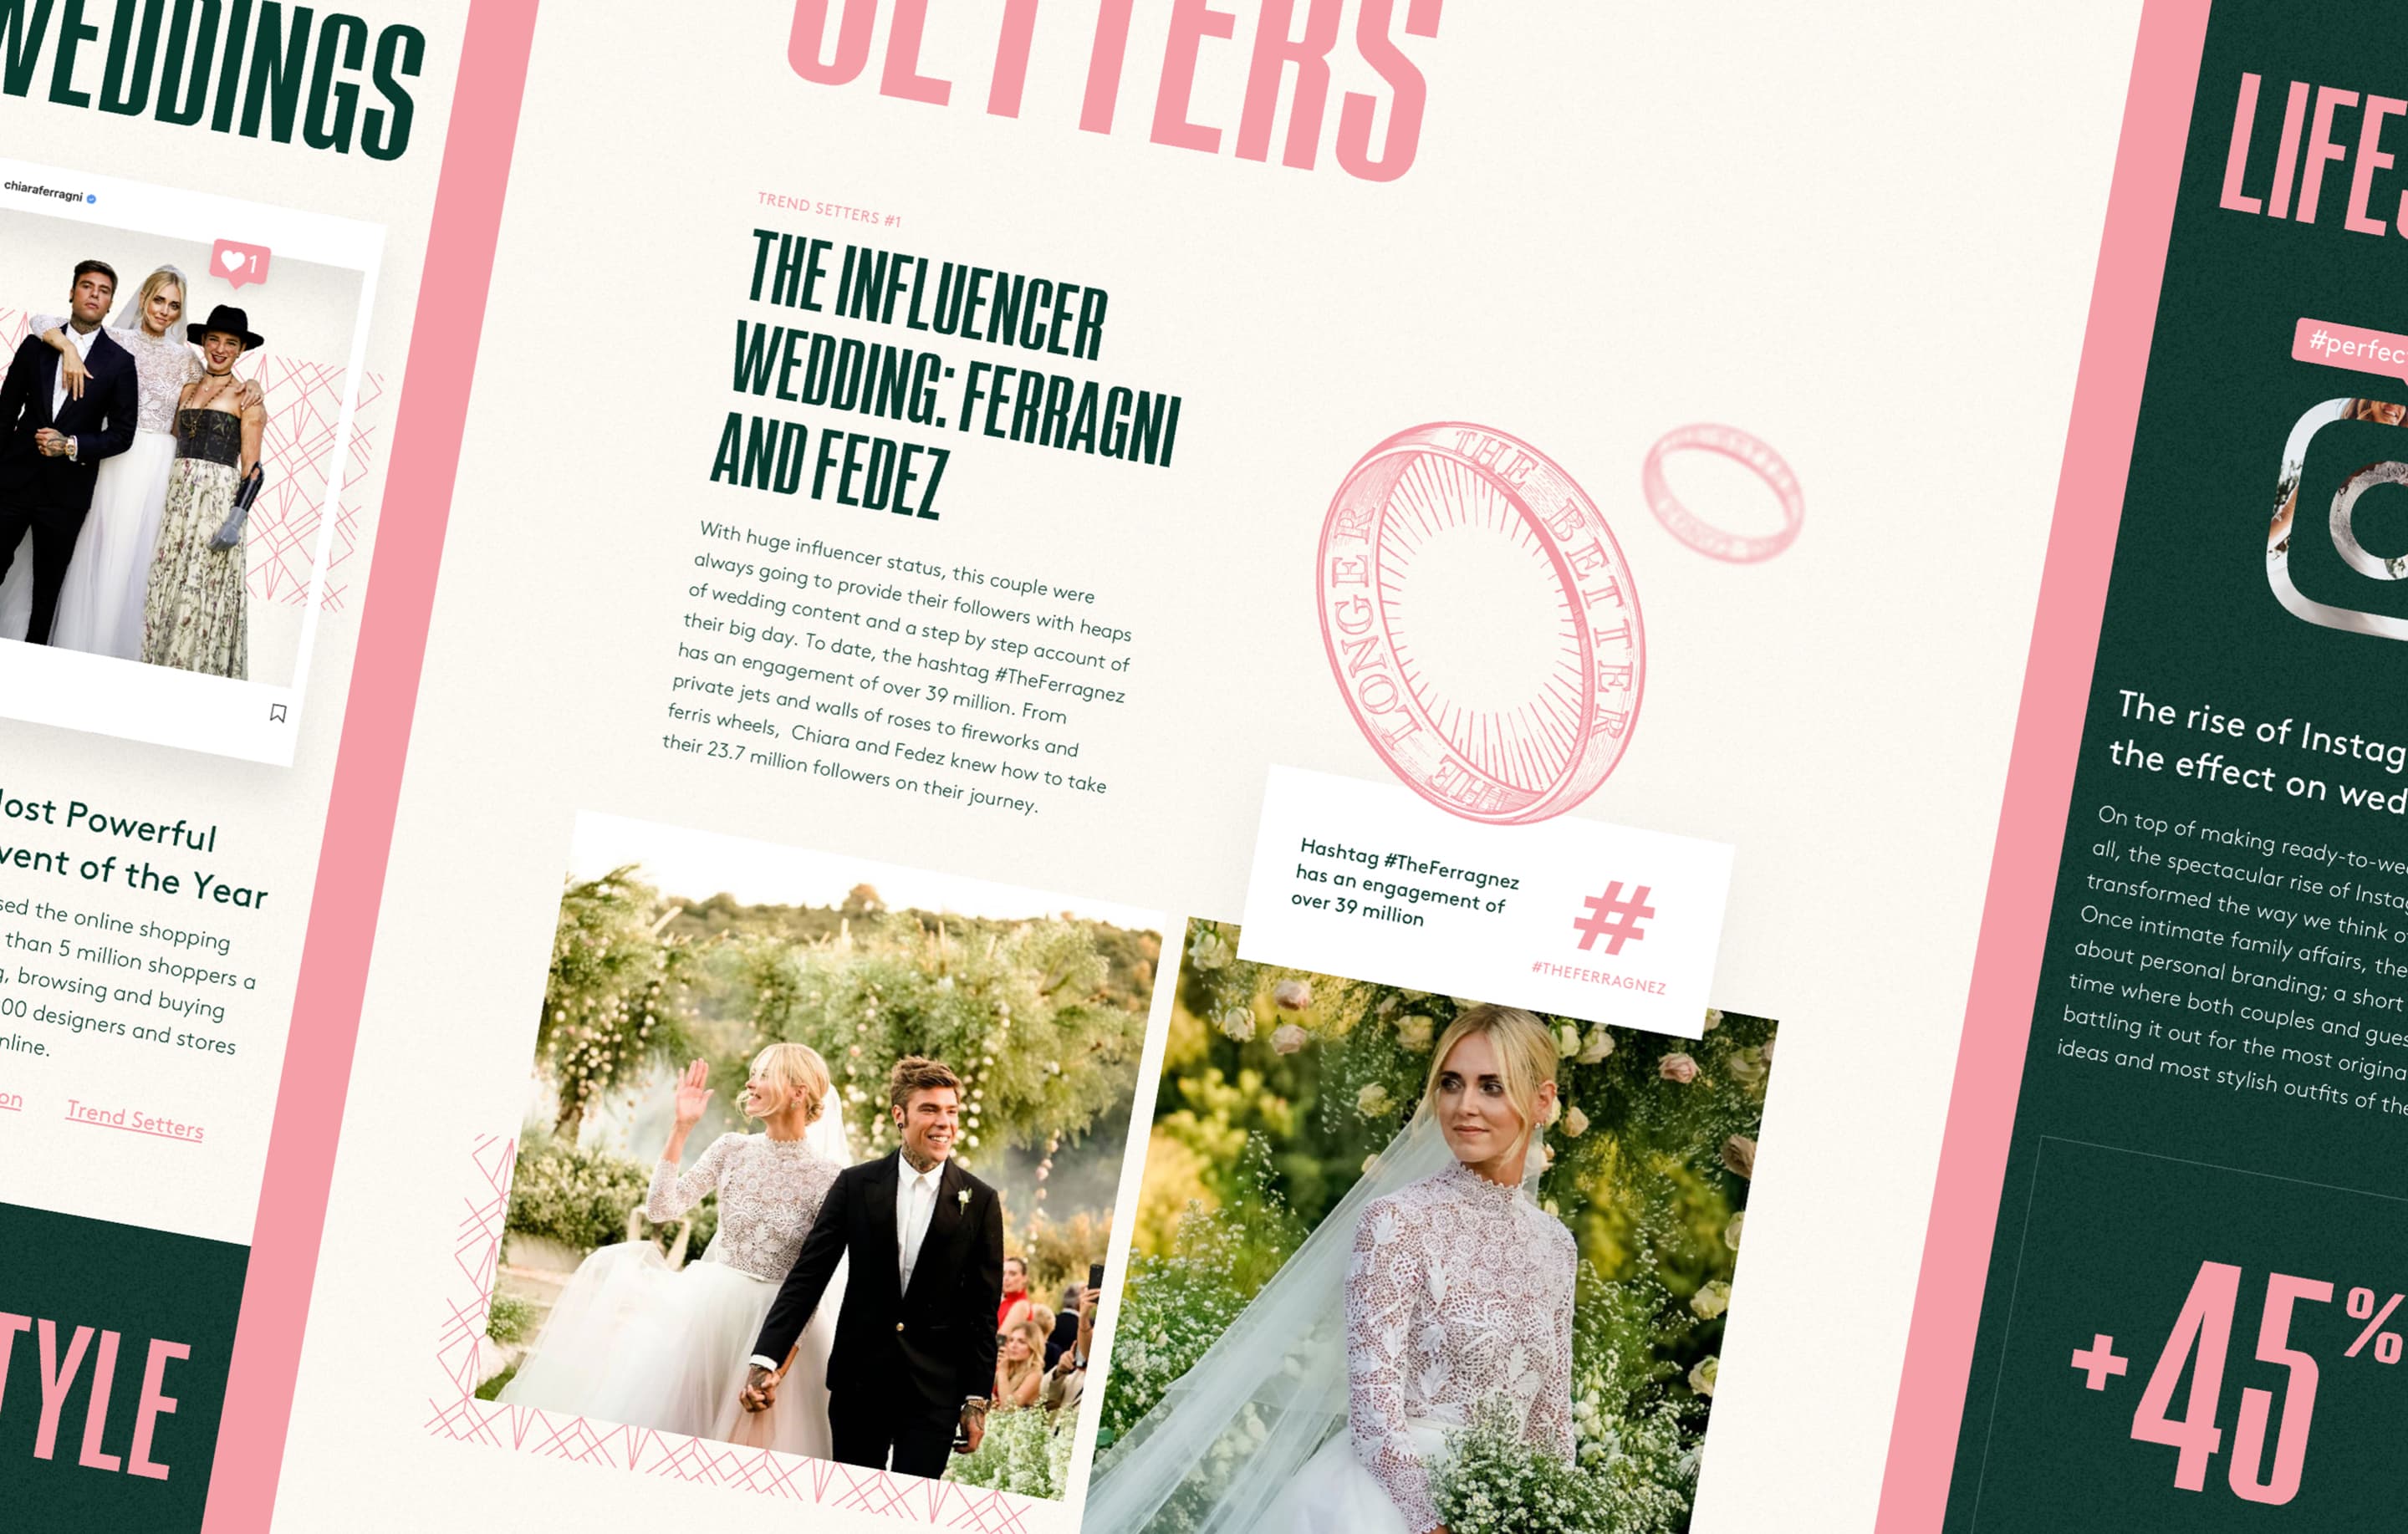 WEDDINGS
chiaraferragni
1
Powerful
of the Year
the online shopping
than 5 million shoppers a
browsing and buying
designers and stores
Trend Setters
SETTERS
TREND SETTERS #1
THE INFLUENCER
WEDDING: FERRAGNI
AND FEDEZ
With huge influencer status, this couple were
always going to provide their followers with heaps
of wedding content and a step by step account of
their big day. To date, the hashtag #TheFerragnez
has an engagement of over 39 million. From
private jets and walls of roses to fireworks and
ferris wheels, Chiara and Fedez knew how to take
their 23.7 million followers on their journey.
THE BETTER
THE LONGER
Hashtag #TheFerragnez
has an engagement of
over 39 million
#
#THEFERRAGNEZ
#perfec
The rise of Instag
the effect on wed
On top of making ready-to-we
all, the spectacular rise of Insta
transformed the way we think o
Once intimate family affairs, the
about personal branding; a short
time where both couples and gues
battling it out for the most origina
ideas and most stylish outfits of the
+45%